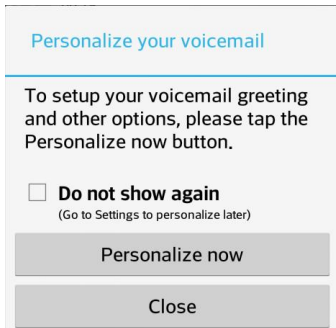 Personalize your voicemail
To setup your voicemail greeting
and other options, please tap the
Personalize now button.
Do not show again
(Go to Settings to personalize later)
Personalize now
Close